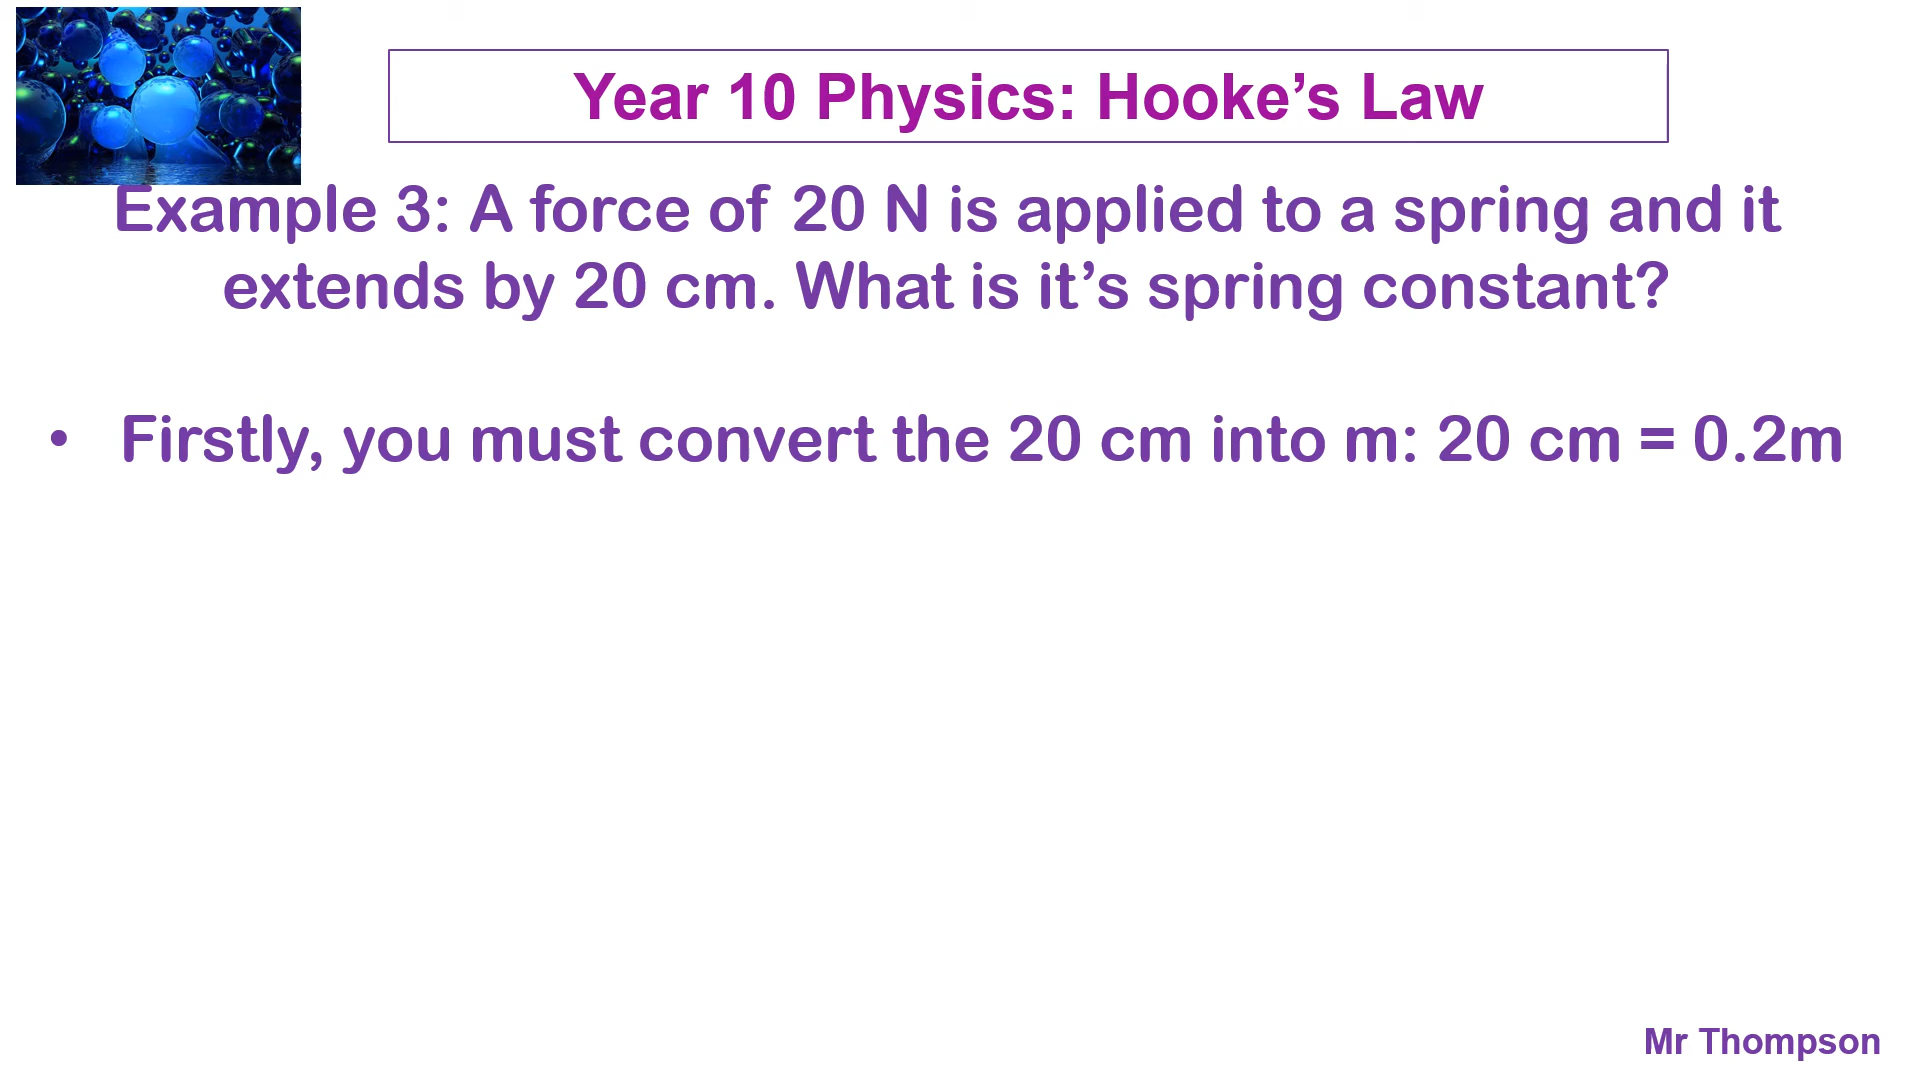 Year 10 Physics: Hooke’s Law
Example 3: A force of 20 N is applied to a spring and it
extends by 20 cm. What is it’s spring constant?
• Firstly, you must convert the 20 cm into m: 20 cm = 0.2m
Mr Thompson